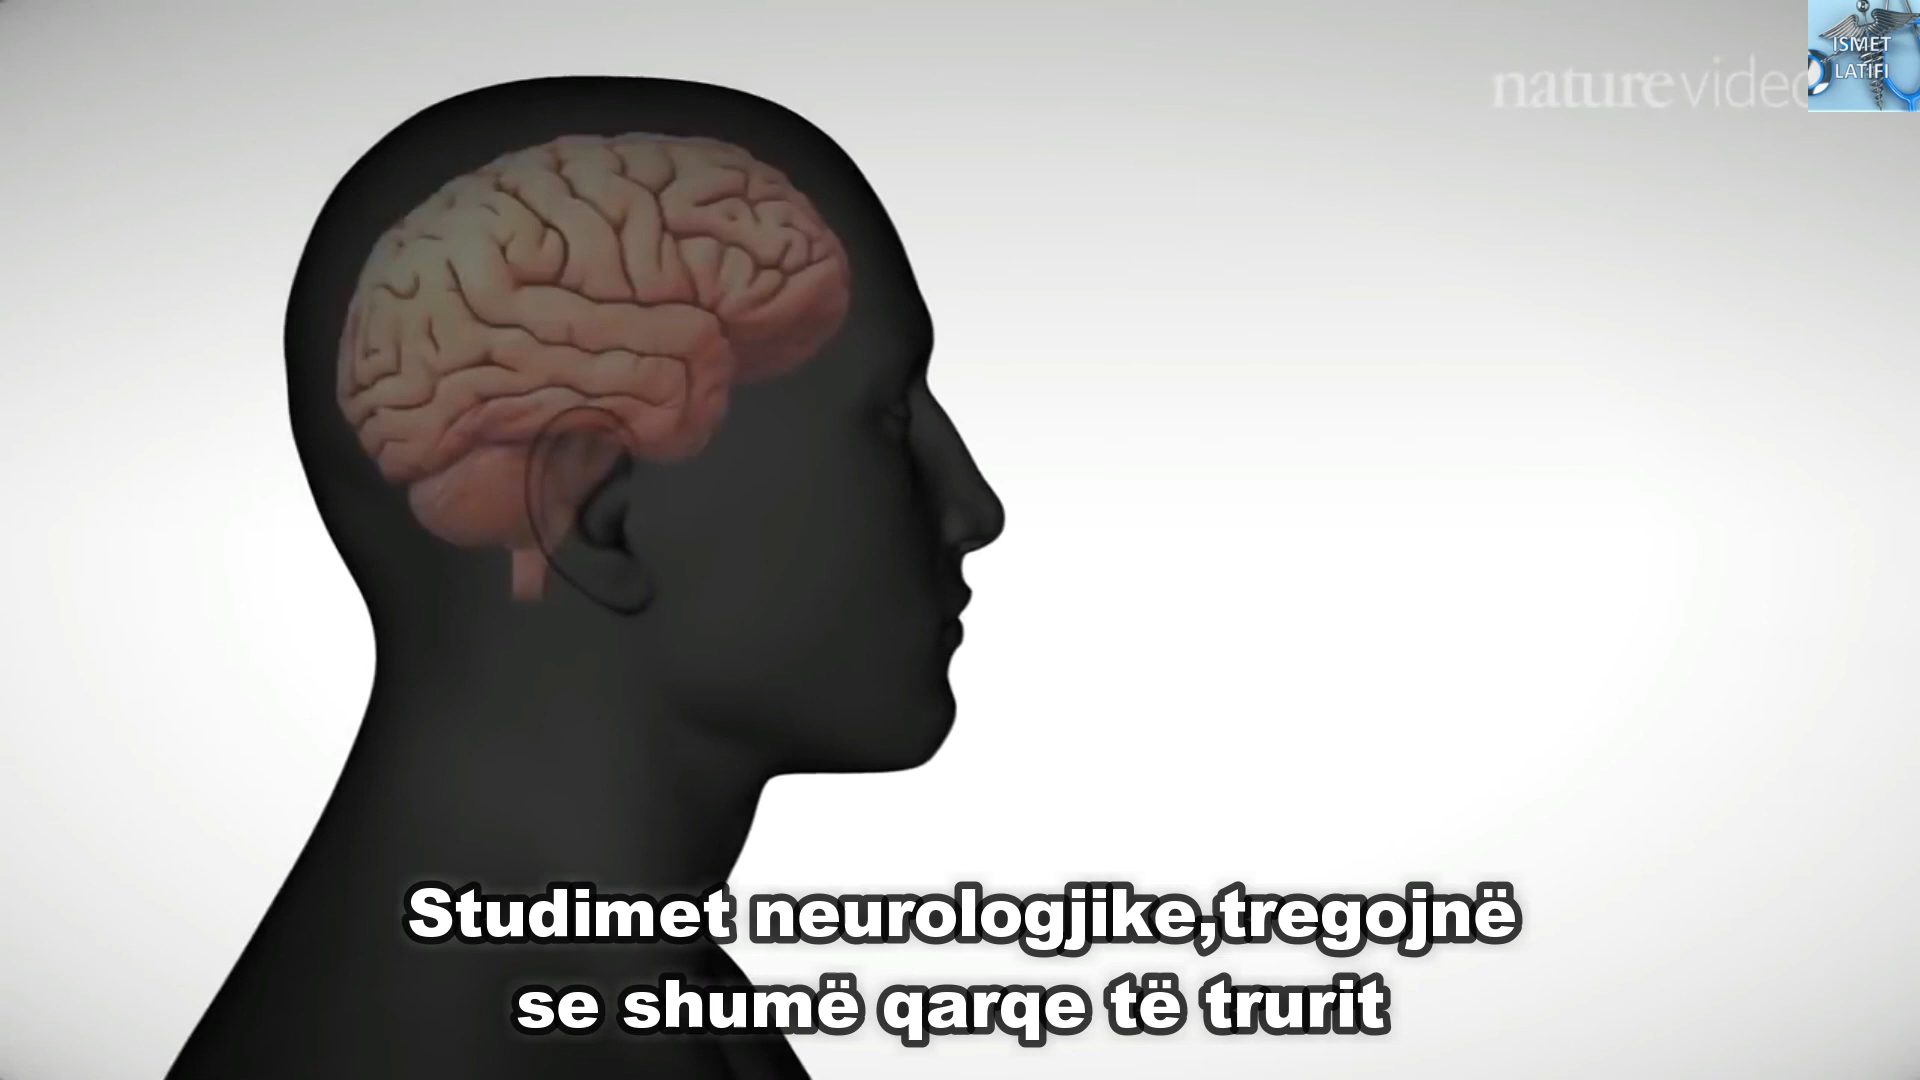 ISMET
LATIFI
naturevideo
Studimet neurologjike,tregojnë
se shumë qarqe të trurit